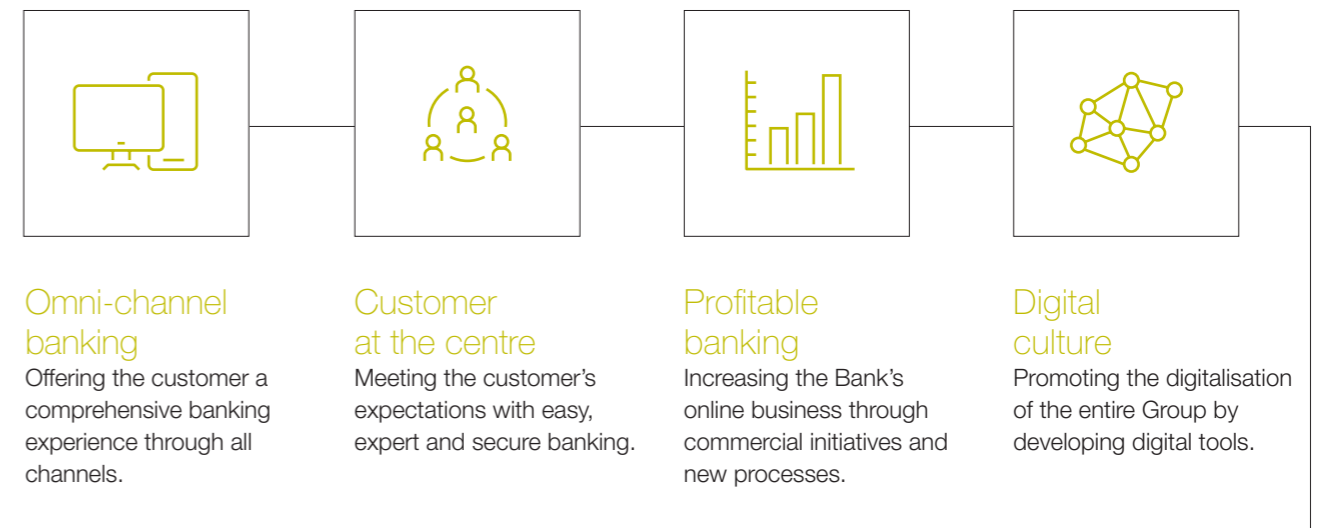 Omni-channel
banking
Offering the customer a
comprehensive banking
experience through all
channels.
Customer
at the centre
Meeting the customer’s
expectations with easy,
expert and secure banking.
Profitable
banking
Increasing the Bank’s
online business through
commercial initiatives and
new processes.
Digital
culture
Promoting the digitalisation
of the entire Group by
developing digital tools.